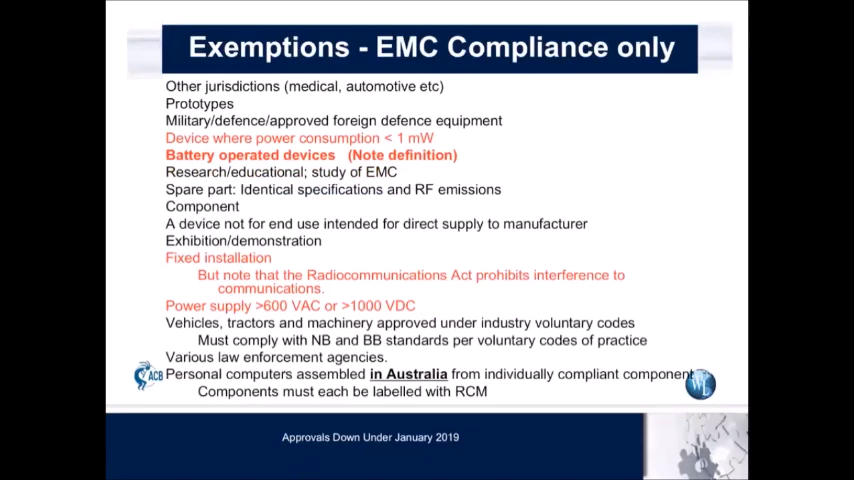 Exemptions - EMC Compliance only
Other jurisdictions (medical, automotive etc)
Prototypes
Military/defence/approved foreign defence equipment
Device where power consumption < 1 mW
Battery operated devices (Note definition)
Research/educational; study of EMC
Spare part: Identical specifications and RF emissions
Component
A device not for end use intended for direct supply to manufacturer
Exhibition/demonstration
Fixed installation
But note that the Radiocommunications Act prohibits interference to
communications.
Power supply >600 VAC or >1000 VDC
Vehicles, tractors and machinery approved under industry voluntary codes
Must comply with NB and BB standards per voluntary codes of practice
Various law enforcement agencies.
ACB
Personal computers assembled in Australia from individually compliant component
WL
Components must each be labelled with RCM
Approvals Down Under January 2019